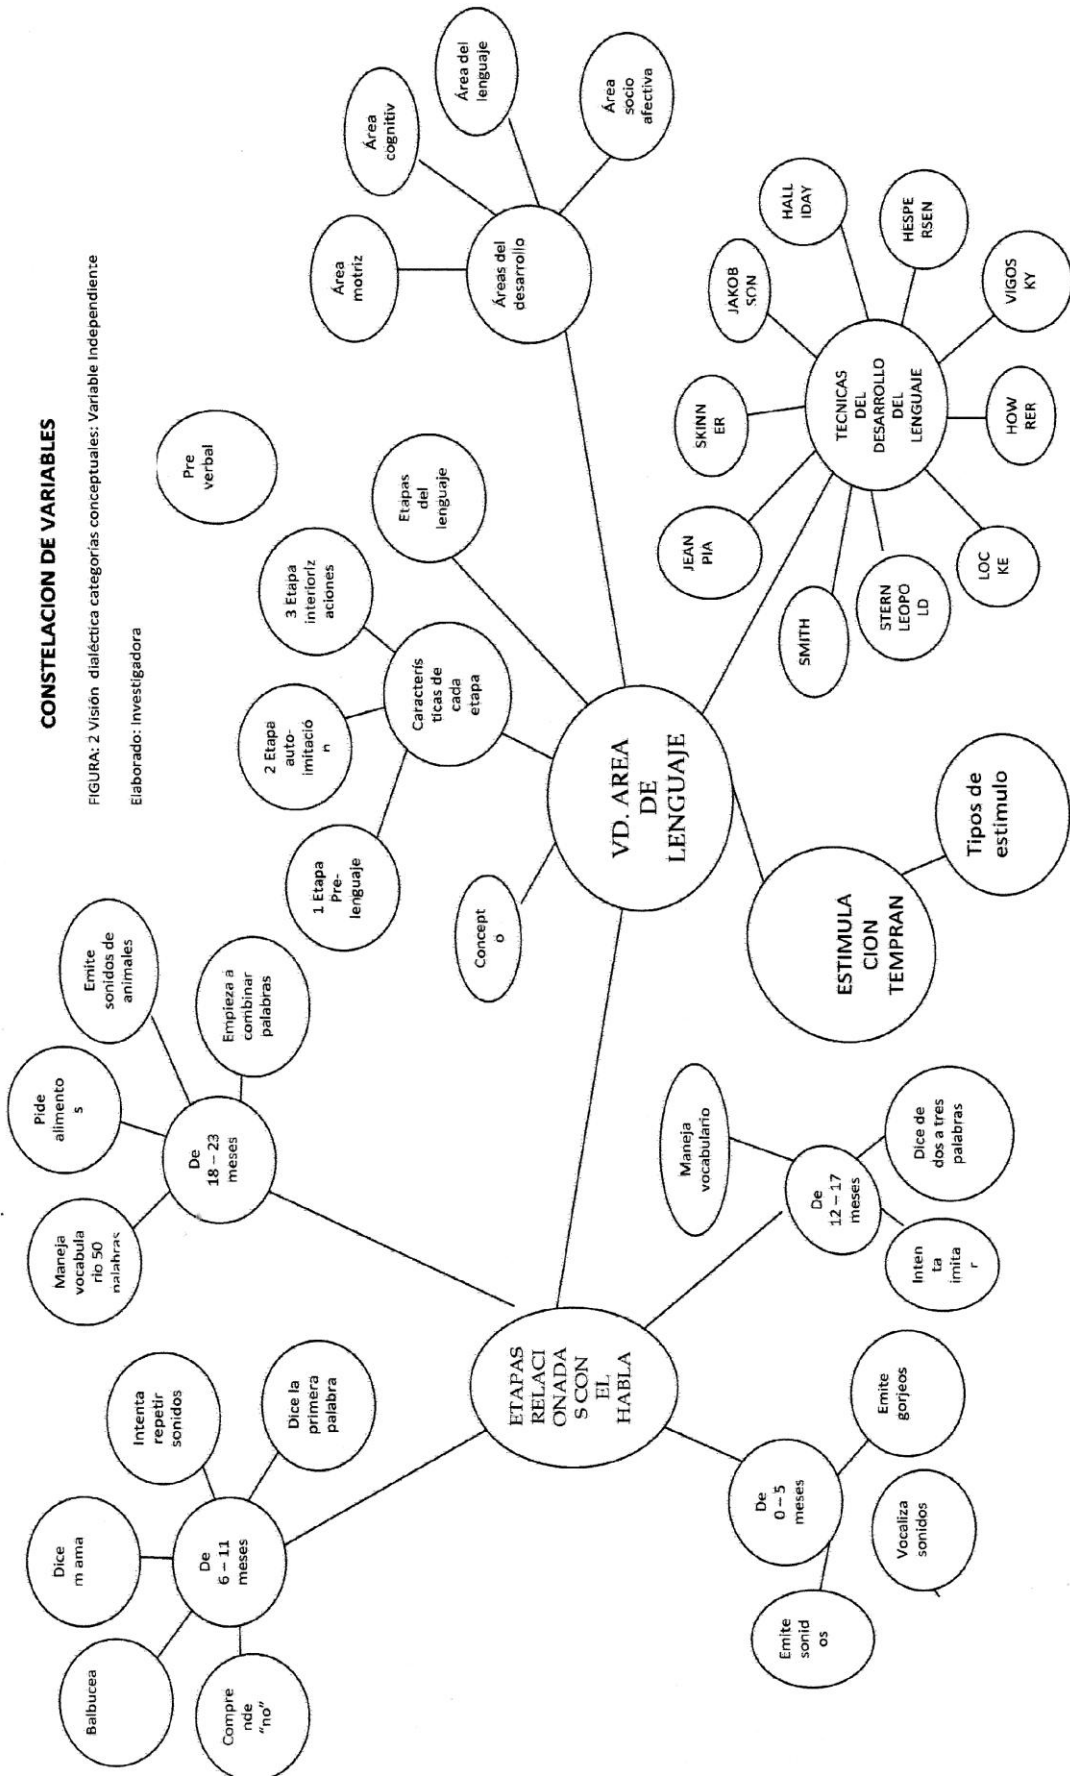 CONSTELACION DE VARIABLES
FIGURA: 2 Visión dialéctica categorías conceptuales: Variable Independiente
Elaborado: Investigadora
Balbucea
Dice
m ama
Intenta
repetir
sonidos
Dice la
primera
palabra
Compre
nde
"no"
De
6 – 11
meses
Maneja
vocabula
rio 50
palabras
Pide
alimento
s
Emite
sonidos de
animales
Empieza a
combinar
palabras
De
18 – 23
meses
1 Etapa
Pre-
lenguaje
2 Etapa
auto-
imitació
n
3 Etapa
interioriz
aciones
Caracterís
ticas de
cada
etapa
Pre
verbal
Etapas
del
lenguaje
Concept
o
Área
motriz
Área
cognitiv
Área del
lenguaje
Área
socio
afectiva
Áreas del
desarrollo
ETAPAS
RELACI
ONADA
S CON
EL
HABLA
VD. AREA
DE
LENGUAJE
De
0 – 5
meses
Emite
sonid
os
Vocaliza
sonidos
Emite
gorjeos
De
12 – 17
meses
Maneja
vocabulario
Inten
ta
imita
r
Dice de
dos a tres
palabras
ESTIMULA
CION
TEMPRAN
Tipos de
estimulo
TECNICAS
DEL
DESARROLLO
DEL
LENGUAJE
SMITH
JEAN
PIA
SKINN
ER
JAKOB
SON
HALL
IDAY
HESPE
RSEN
VIGOS
KY
HOW
RER
LOC
KE
STERN
LEOPO
LD